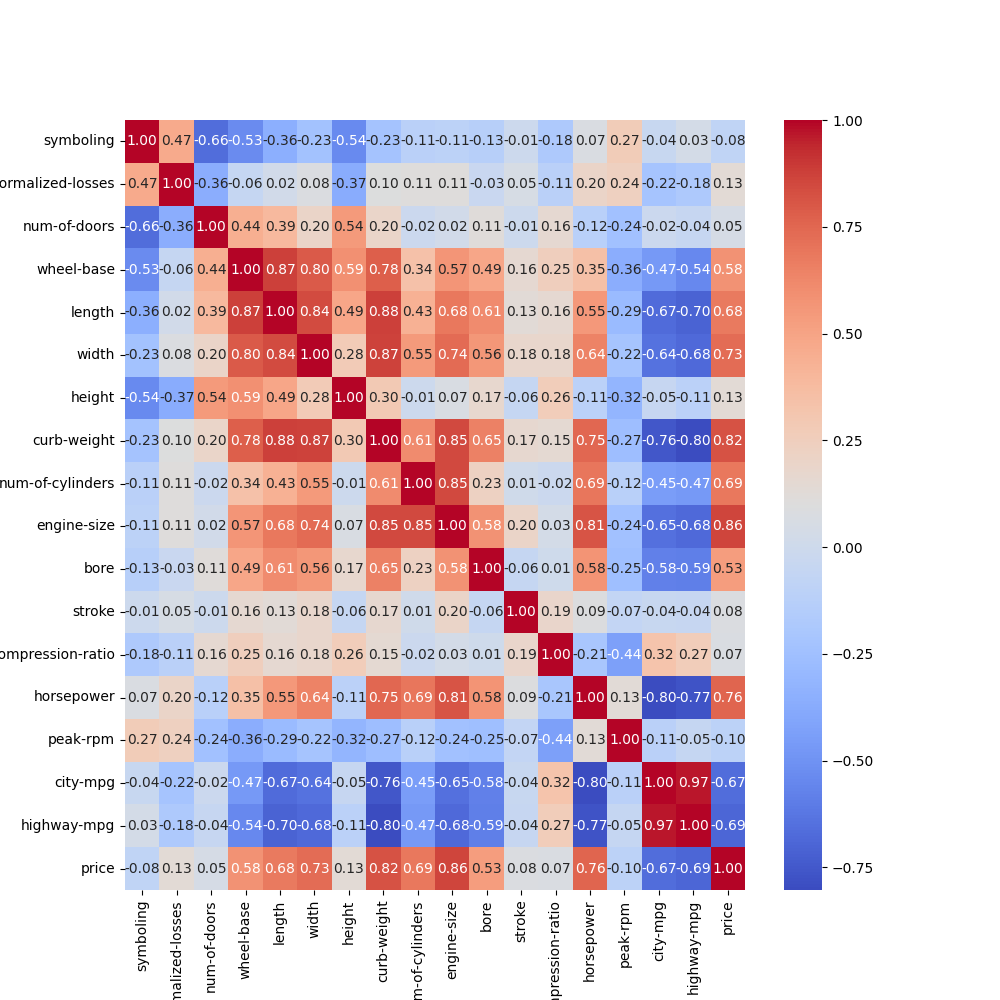 symboling 1.00 0.47 -0.66 -0.53 -0.36 -0.23 -0.54 -0.23 -0.11 -0.11 -0.13 -0.01 -0.18 0.07 0.27 -0.04 0.03 -0.08
ormalized-losses 0.47 1.00 -0.36 -0.06 0.02 0.08 -0.37 0.10 0.11 0.11 -0.03 0.05 -0.11 0.20 0.24 -0.22 -0.18 0.13
num-of-doors -0.66 -0.36 1.00 0.44 0.39 0.20 0.54 0.20 -0.02 0.02 0.11 -0.01 0.16 -0.12 -0.24 -0.02 -0.04 0.05
wheel-base -0.53 -0.06 0.44 1.00 0.87 0.80 0.59 0.78 0.34 0.57 0.49 0.16 0.25 0.35 -0.36 -0.47 -0.54 0.58
length -0.36 0.02 0.39 0.87 1.00 0.84 0.49 0.88 0.43 0.68 0.61 0.13 0.16 0.55 -0.29 -0.67 -0.70 0.68
width -0.23 0.08 0.20 0.80 0.84 1.00 0.28 0.87 0.55 0.74 0.56 0.18 0.18 0.64 -0.22 -0.64 -0.68 0.73
height -0.54 -0.37 0.54 0.59 0.49 0.28 1.00 0.30 -0.01 0.07 0.17 -0.06 0.26 -0.11 -0.32 -0.05 -0.11 0.13
curb-weight -0.23 0.10 0.20 0.78 0.88 0.87 0.30 1.00 0.61 0.85 0.65 0.17 0.15 0.75 -0.27 -0.76 -0.80 0.82
num-of-cylinders -0.11 0.11 -0.02 0.34 0.43 0.55 -0.01 0.61 1.00 0.85 0.23 0.01 -0.02 0.69 -0.12 -0.45 -0.47 0.69
engine-size -0.11 0.11 0.02 0.57 0.68 0.74 0.07 0.85 0.85 1.00 0.58 0.20 0.03 0.81 -0.24 -0.65 -0.68 0.86
bore -0.13 -0.03 0.11 0.49 0.61 0.56 0.17 0.65 0.23 0.58 1.00 -0.06 0.01 0.58 -0.25 -0.58 -0.59 0.53
stroke -0.01 0.05 -0.01 0.16 0.13 0.18 -0.06 0.17 0.01 0.20 -0.06 1.00 0.19 0.09 -0.07 -0.04 -0.04 0.08
ompression-ratio -0.18 -0.11 0.16 0.25 0.16 0.18 0.26 0.15 -0.02 0.03 0.01 0.19 1.00 -0.21 -0.44 0.32 0.27 0.07
horsepower 0.07 0.20 -0.12 0.35 0.55 0.64 -0.11 0.75 0.69 0.81 0.58 0.09 -0.21 1.00 0.13 -0.80 -0.77 0.76
peak-rpm 0.27 0.24 -0.24 -0.36 -0.29 -0.22 -0.32 -0.27 -0.12 -0.24 -0.25 -0.07 -0.44 0.13 1.00 -0.11 -0.05 -0.10
city-mpg -0.04 -0.22 -0.02 -0.47 -0.67 -0.64 -0.05 -0.76 -0.45 -0.65 -0.58 -0.04 0.32 -0.80 -0.11 1.00 0.97 -0.67
highway-mpg 0.03 -0.18 -0.04 -0.54 -0.70 -0.68 -0.11 -0.80 -0.47 -0.68 -0.59 -0.04 0.27 -0.77 -0.05 0.97 1.00 -0.69
price -0.08 0.13 0.05 0.58 0.68 0.73 0.13 0.82 0.69 0.86 0.53 0.08 0.07 0.76 -0.10 -0.67 -0.69 1.00
symboling
malized-losses
num-of-doors
wheel-base
length
width
height
curb-weight
m-of-cylinders
engine-size
bore
stroke
pression-ratio
horsepower
peak-rpm
city-mpg
highway-mpg
price
1.00
0.75
0.50
0.25
0.00
−0.25
−0.50
−0.75